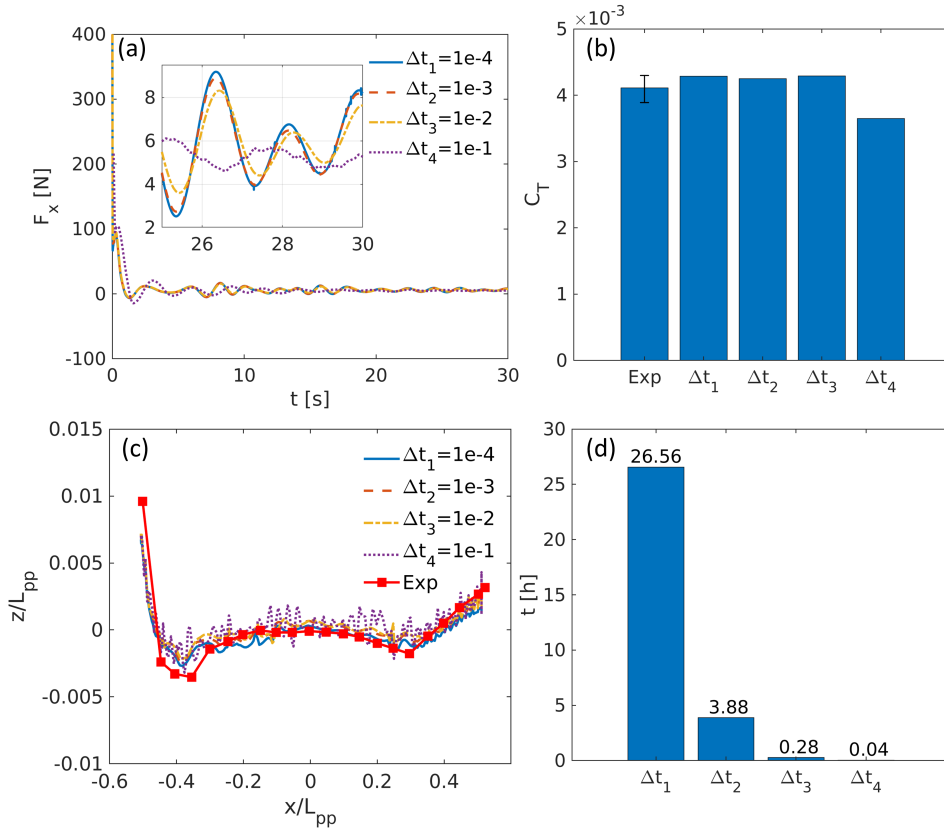 (a)
400
300
200
100
0
-100
F_x [N]
0
10
20
30
t [s]
8
6
4
2
26
28
30
Δt_1=1e-4
Δt_2=1e-3
Δt_3=1e-2
Δt_4=1e-1
(b)
×10^-3
5
4
3
2
1
0
C_T
Exp
Δt_1
Δt_2
Δt_3
Δt_4
(c)
0.015
0.01
0.005
0
-0.005
-0.01
z/L_pp
-0.6
-0.4
-0.2
0
0.2
0.4
x/L_pp
Δt_1=1e-4
Δt_2=1e-3
Δt_3=1e-2
Δt_4=1e-1
Exp
(d)
30
25
20
15
10
5
0
t [h]
26.56
3.88
0.28
0.04
Δt_1
Δt_2
Δt_3
Δt_4